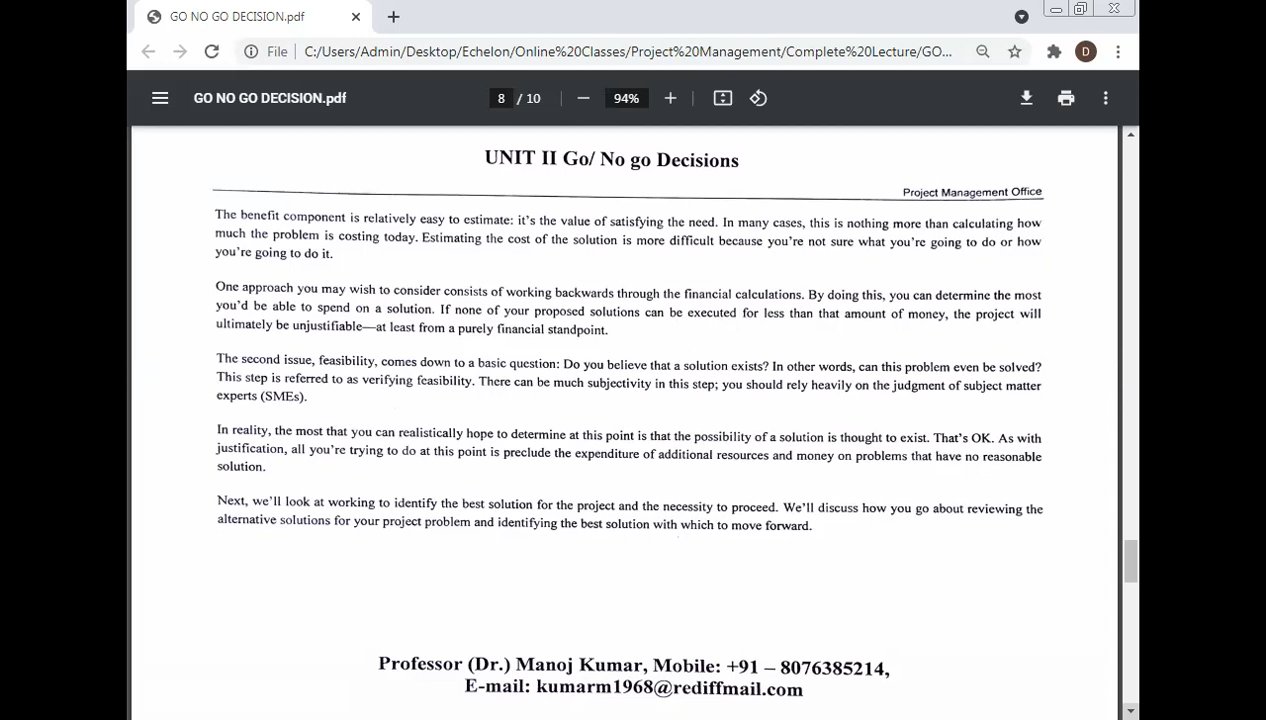 GO NO GO DECISION.pdf
File C:/Users/Admin/Desktop/Echelon/Online%20Classes/Project%20Management/Complete%20Lecture/GO... D
GO NO GO DECISION.pdf 8 / 10 94%
UNIT II Go/ No go Decisions
Project Management Office
The benefit component is relatively easy to estimate: it's the value of satisfying the need. In many cases, this is nothing more than calculating how
much the problem is costing today. Estimating the cost of the solution is more difficult because you're not sure what you're going to do or how
you're going to do it.
One approach you may wish to consider consists of working backwards through the financial calculations. By doing this, you can determine the most
you'd be able to spend on a solution. If none of your proposed solutions can be executed for less than that amount of money, the project will
ultimately be unjustifiable—at least from a purely financial standpoint.
The second issue, feasibility, comes down to a basic question: Do you believe that a solution exists? In other words, can this problem even be solved?
This step is referred to as verifying feasibility. There can be much subjectivity in this step; you should rely heavily on the judgment of subject matter
experts (SMEs).
In reality, the most that you can realistically hope to determine at this point is that the possibility of a solution is thought to exist. That's OK. As with
justification, all you're trying to do at this point is preclude the expenditure of additional resources and money on problems that have no reasonable
solution.
Next, we'll look at working to identify the best solution for the project and the necessity to proceed. We'll discuss how you go about reviewing the
alternative solutions for your project problem and identifying the best solution with which to move forward.
Professor (Dr.) Manoj Kumar, Mobile: +91 – 8076385214,
E-mail: kumarm1968@rediffmail.com